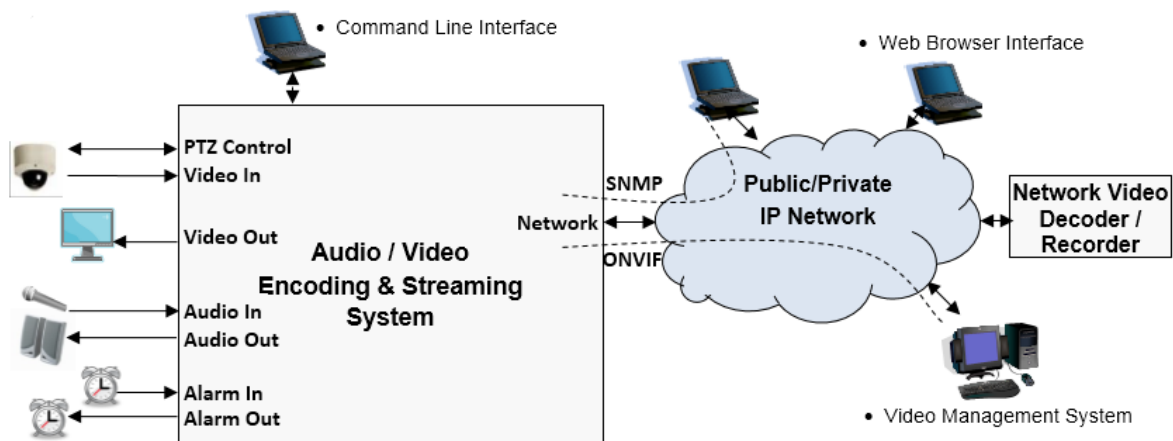 • Command Line Interface
• Web Browser Interface
PTZ Control
Video In
Video Out
Audio / Video
Encoding & Streaming
System
Audio In
Audio Out
Alarm In
Alarm Out
SNMP
Network
ONVIF
Public/Private
IP Network
Network Video
Decoder /
Recorder
• Video Management System